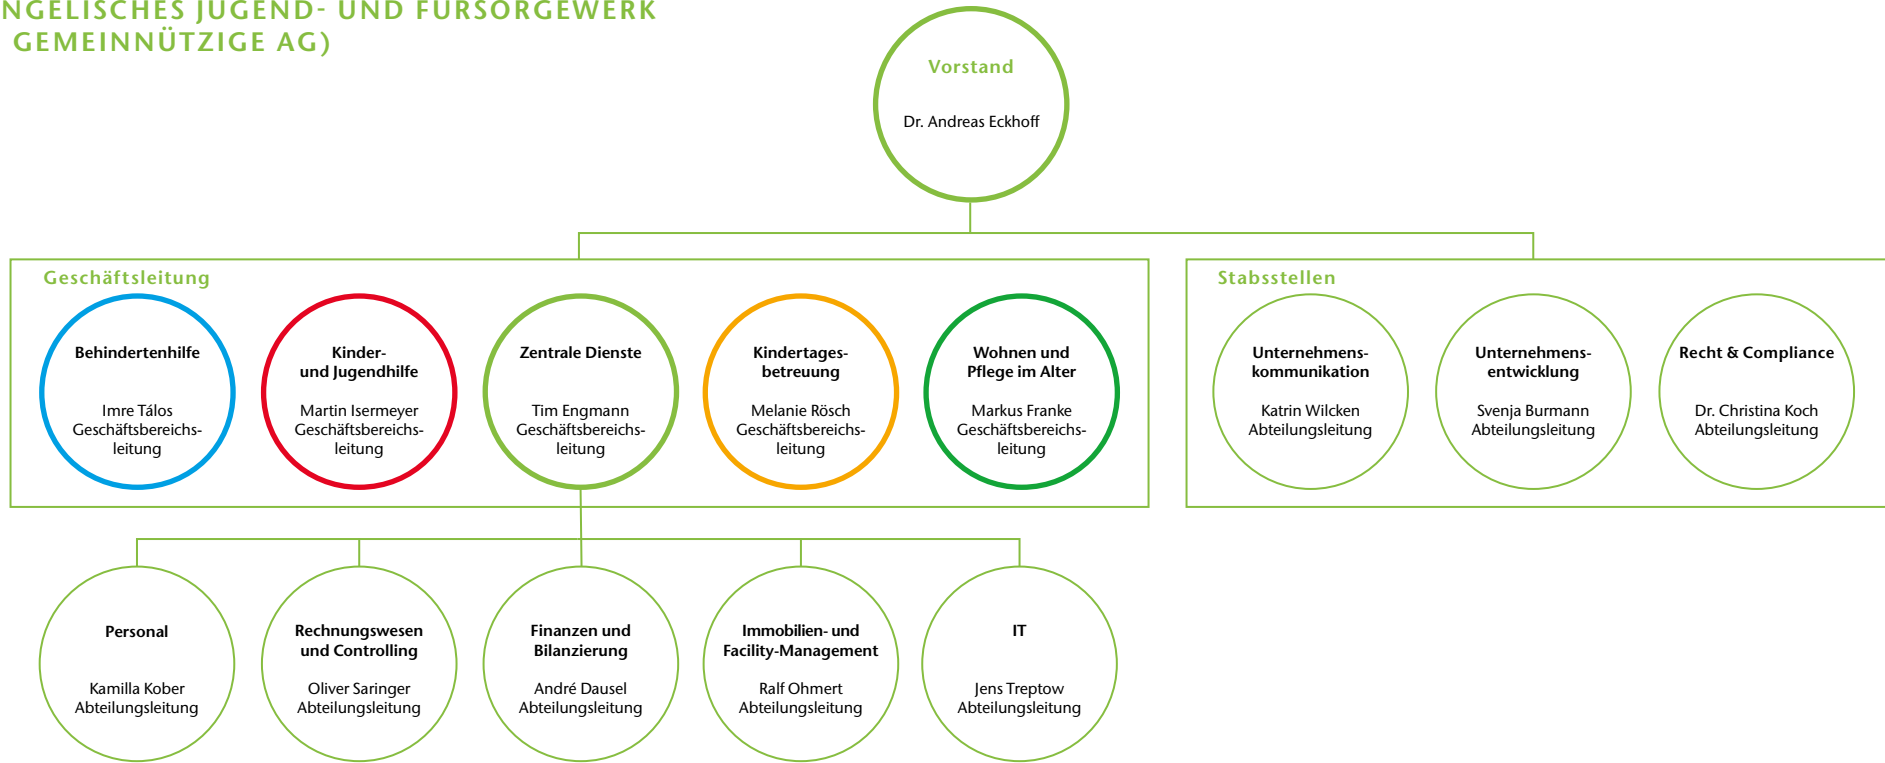 NGELISCHES JUGEND- UND FÜRSORGEWERK
GEMEINNÜTZIGE AG)
Vorstand
Dr. Andreas Eckhoff
Geschäftsleitung
Behindertenhilfe
Imre Tálos
Geschäftsbereichs-
leitung
Kinder-
und Jugendhilfe
Martin Isermeyer
Geschäftsbereichs-
leitung
Zentrale Dienste
Tim Engmann
Geschäftsbereichs-
leitung
Kindertages-
betreuung
Melanie Rösch
Geschäftsbereichs-
leitung
Wohnen und
Pflege im Alter
Markus Franke
Geschäftsbereichs-
leitung
Stabsstellen
Unternehmens-
kommunikation
Katrin Wilcken
Abteilungsleitung
Unternehmens-
entwicklung
Svenja Burmann
Abteilungsleitung
Recht & Compliance
Dr. Christina Koch
Abteilungsleitung
Personal
Kamilla Kober
Abteilungsleitung
Rechnungswesen
und Controlling
Oliver Saringer
Abteilungsleitung
Finanzen und
Bilanzierung
André Dausel
Abteilungsleitung
Immobilien- und
Facility-Management
Ralf Ohmert
Abteilungsleitung
IT
Jens Treptow
Abteilungsleitung